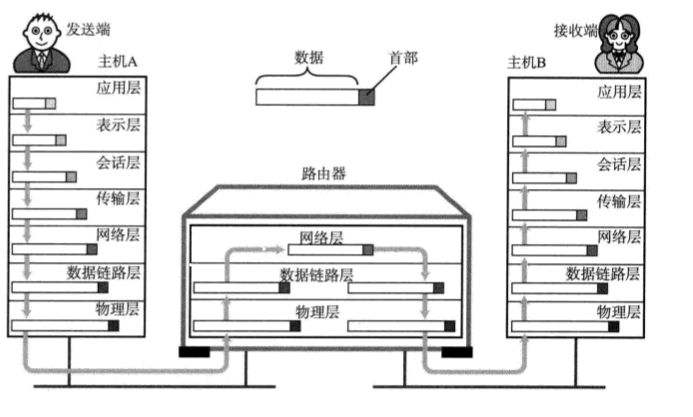 发送端
主机A
应用层
表示层
会话层
传输层
网络层
数据链路层
物理层
数据
首部
路由器
网络层
数据链路层
物理层
接收端
主机B
应用层
表示层
会话层
传输层
网络层
数据链路层
物理层